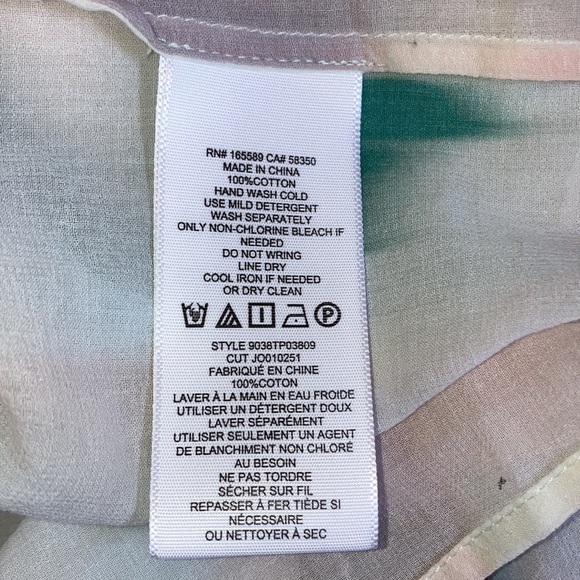 RN# 165589 CA# 58350
MADE IN CHINA
100%COTTON
HAND WASH COLD
USE MILD DETERGENT
WASH SEPARATELY
ONLY NON-CHLORINE BLEACH IF
NEEDED
DO NOT WRING
LINE DRY
COOL IRON IF NEEDED
OR DRY CLEAN
P
STYLE 9038TP03809
CUT JO010251
FABRIQUÉ EN CHINE
100%COTON
LAVER À LA MAIN EN EAU FROIDE
UTILISER UN DÉTERGENT DOUX
LAVER SÉPARÉMENT
UTILISER SEULEMENT UN AGENT
DE BLANCHIMENT NON CHLORÉ
AU BESOIN
NE PAS TORDRE
SÉCHER SUR FIL
REPASSER À FER TIÈDE SI
NÉCESSAIRE
OU NETTOYER À SEC